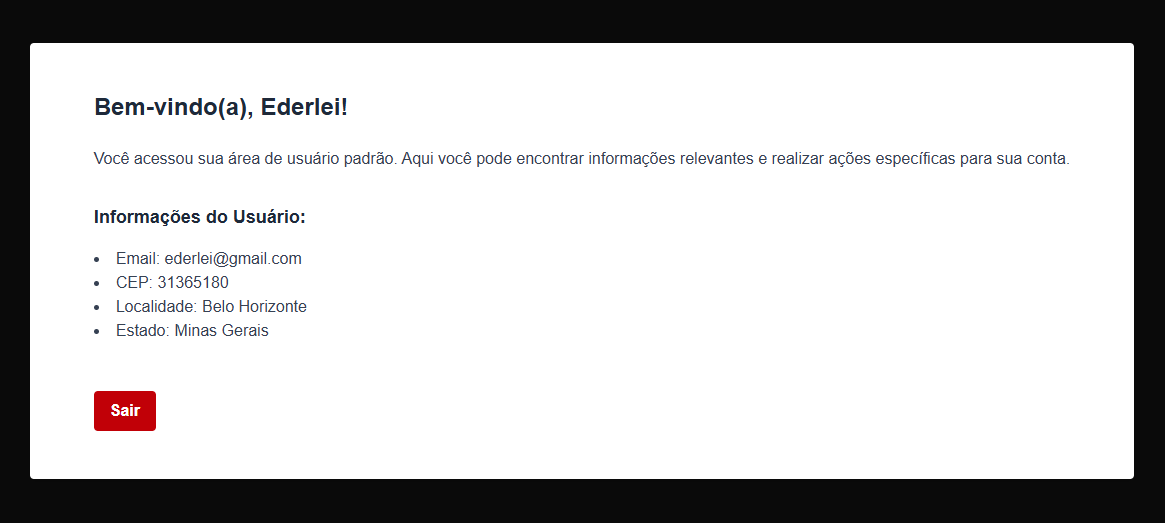 Bem-vindo(a), Ederlei!
Você acessou sua área de usuário padrão. Aqui você pode encontrar informações relevantes e realizar ações específicas para sua conta.
Informações do Usuário:
• Email: ederlei@gmail.com
• CEP: 31365180
• Localidade: Belo Horizonte
• Estado: Minas Gerais
Sair